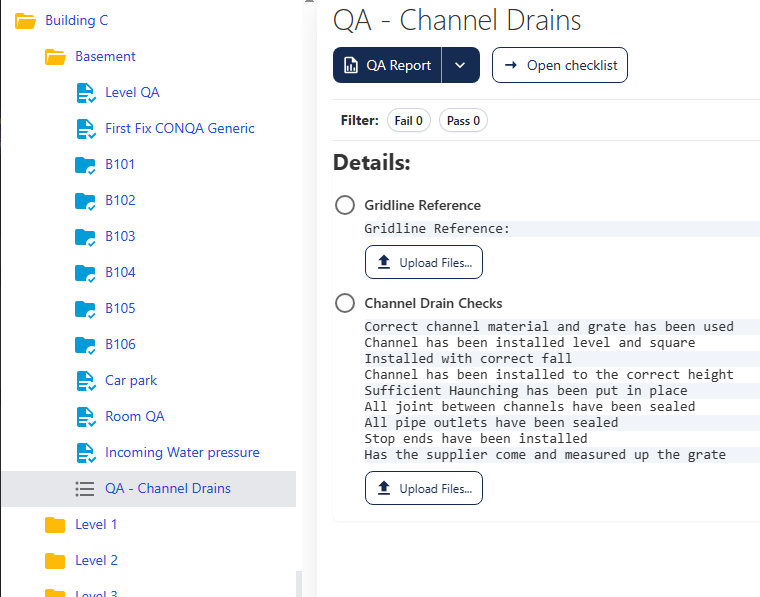 Building C
Basement
Level QA
First Fix CONQA Generic
B101
B102
B103
B104
B105
B106
Car park
Room QA
Incoming Water pressure
QA - Channel Drains
Level 1
Level 2
Level 3
QA - Channel Drains
QA Report
Open checklist
Filter: Fail 0 Pass 0
Details:
Gridline Reference
Gridline Reference:
Upload Files...
Channel Drain Checks
Correct channel material and grate has been used
Channel has been installed level and square
Installed with correct fall
Channel has been installed to the correct height
Sufficient Haunching has been put in place
All joint between channels have been sealed
All pipe outlets have been sealed
Stop ends have been installed
Has the supplier come and measured up the grate
Upload Files...